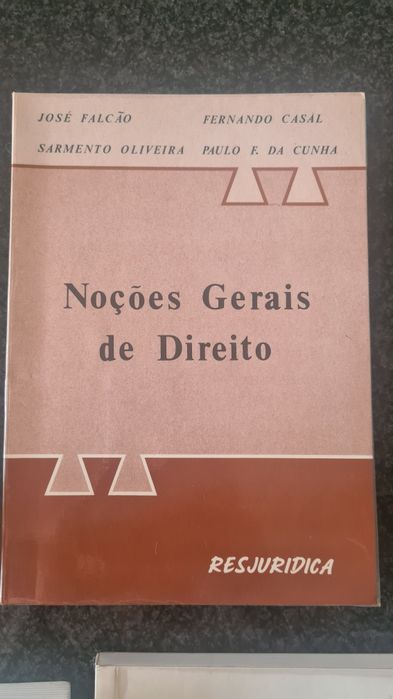 JOSÉ FALCÃO FERNANDO CASAL
SARMENTO OLIVEIRA PAULO F. DA CUNHA
Noções Gerais
de Direito
RESJURIDICA